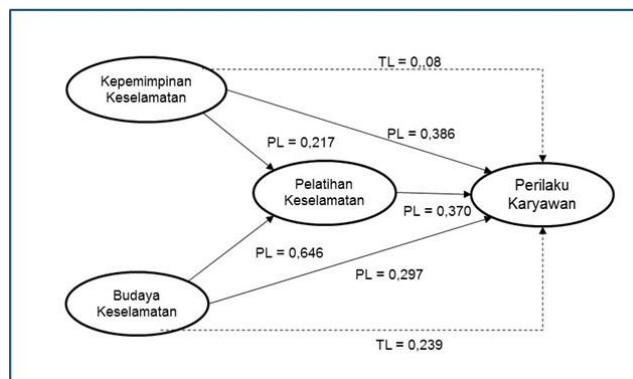 TL = 0,,08
Kepemimpinan
Keselamatan
PL = 0,386
PL = 0,217
Pelatihan
Keselamatan
Perilaku
Karyawan
PL = 0,370
PL = 0,646
PL = 0,297
Budaya
Keselamatan
TL = 0,239